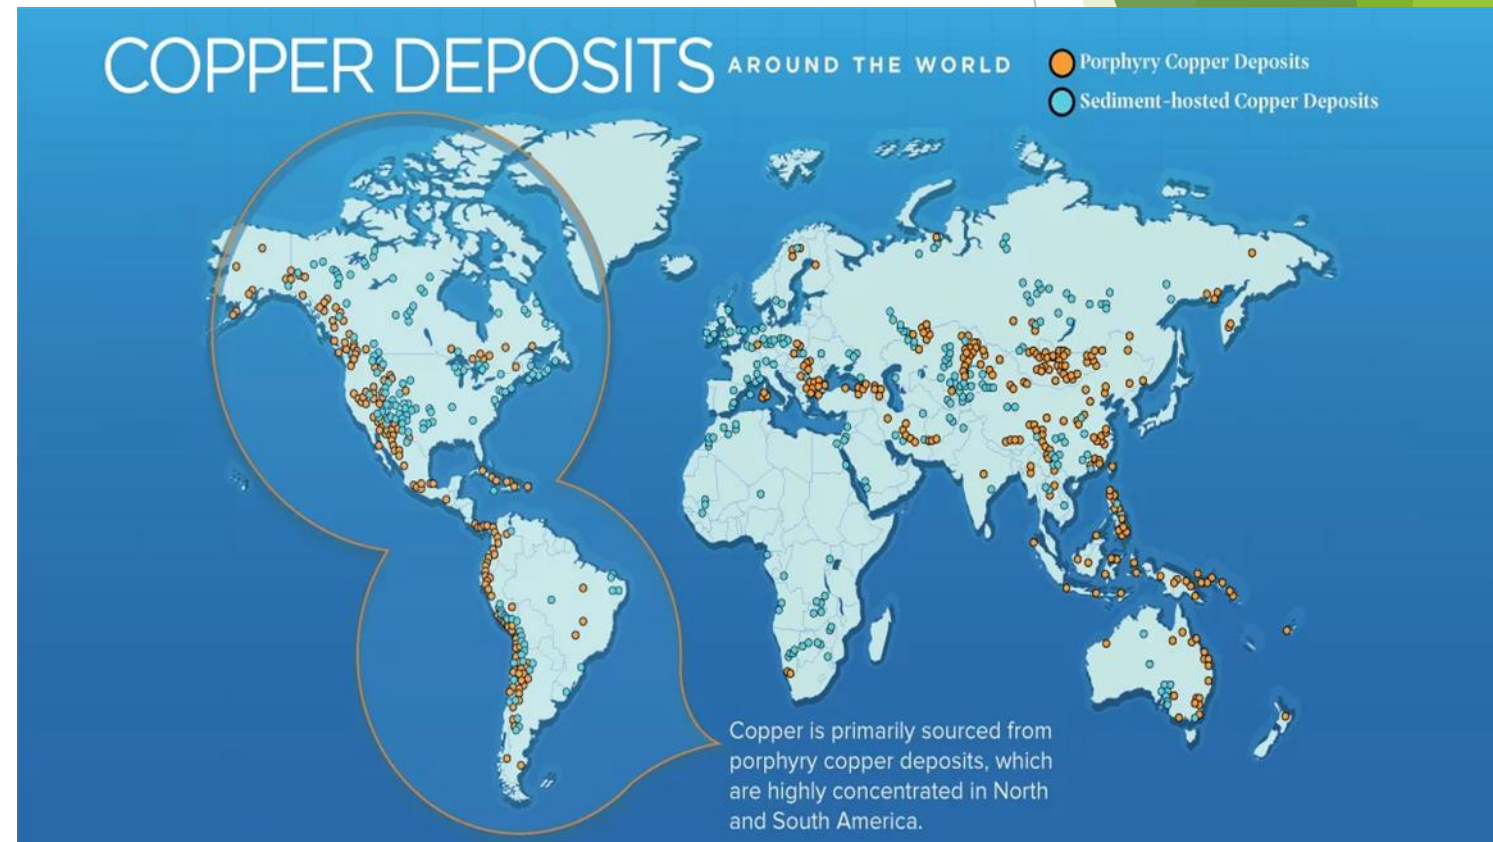 COPPER DEPOSITS AROUND THE WORLD
Porphyry Copper Deposits
Sediment-hosted Copper Deposits
Copper is primarily sourced from
porphyry copper deposits, which
are highly concentrated in North
and South America.